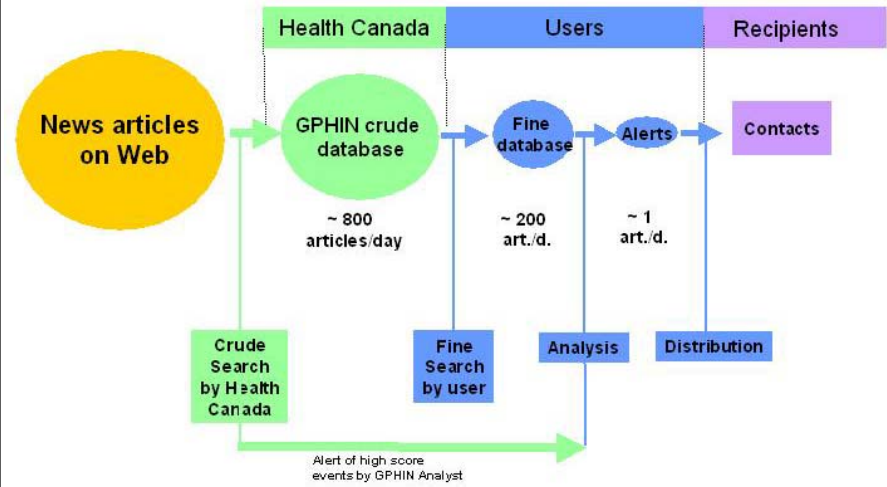 Health Canada
Users
Recipients
News articles
on Web
GPHIN crude
database
Fine
database
Alerts
Contacts
~ 800
articles/day
~ 200
art./d.
~ 1
art./d.
Crude
Search
by Health
Canada
Fine
Search
by user
Analysis
Distribution
Alert of high score
events by GPHIN Analyst